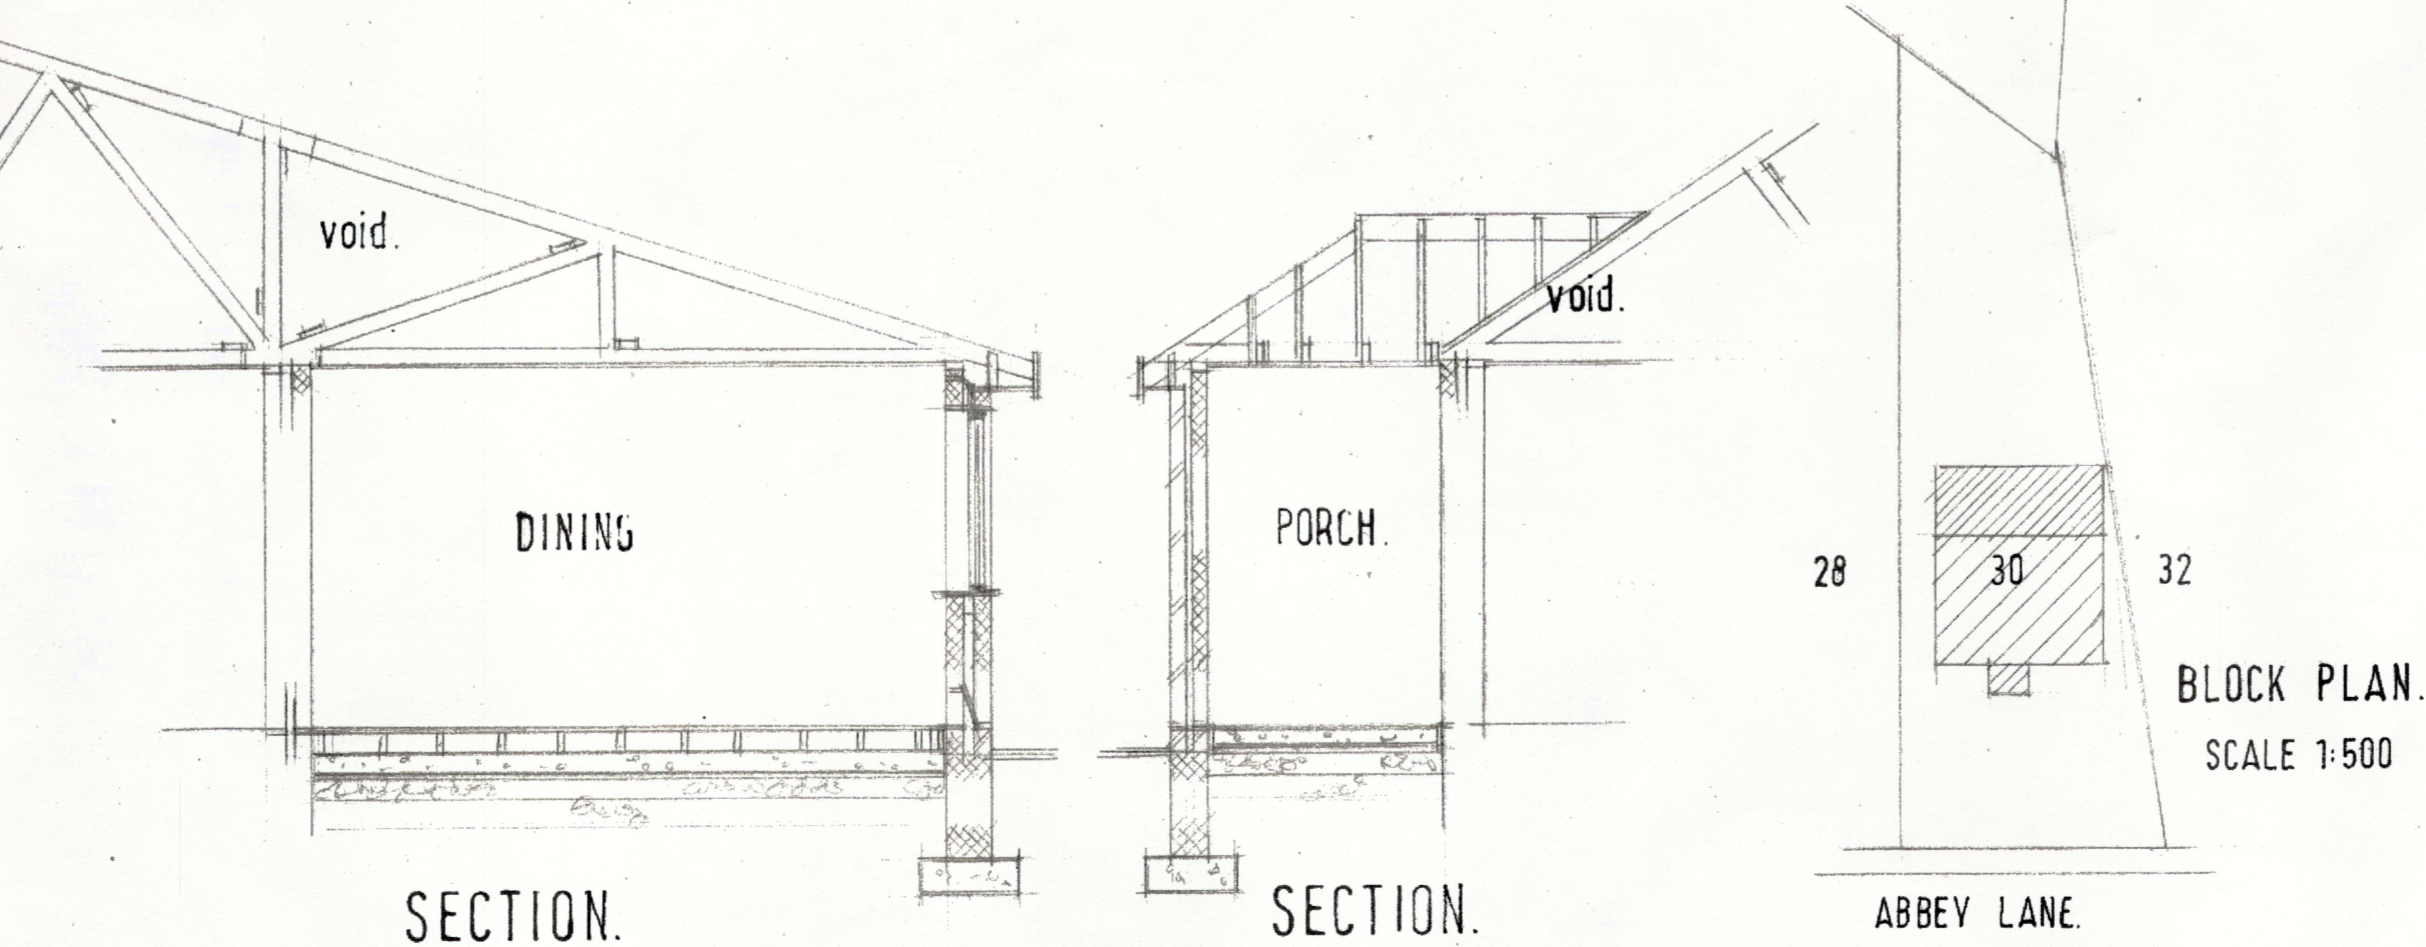 void.
void.
DINING
PORCH.
28
30
32
BLOCK PLAN.
SCALE 1:500
SECTION.
SECTION.
ABBEY LANE.